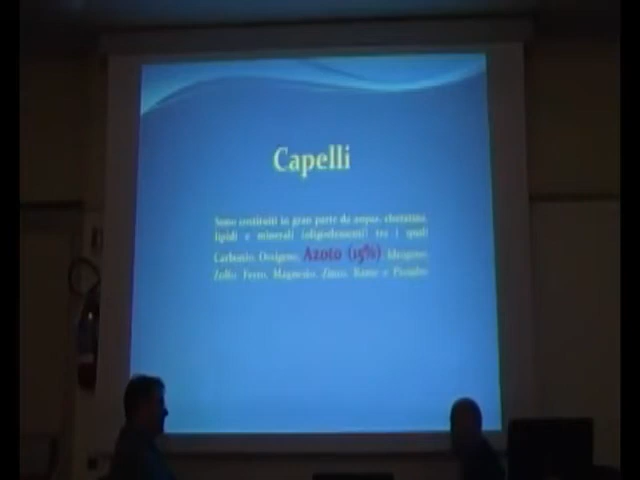 Capelli
Sono costituiti in gran parte da acqua, cheratina,
lipidi e minerali (oligoelementi) tra i quali
Carbonio, Ossigeno, Azoto (15%)
Zolfo, Ferro, Magnesio, Zinco, Rame e Piombo